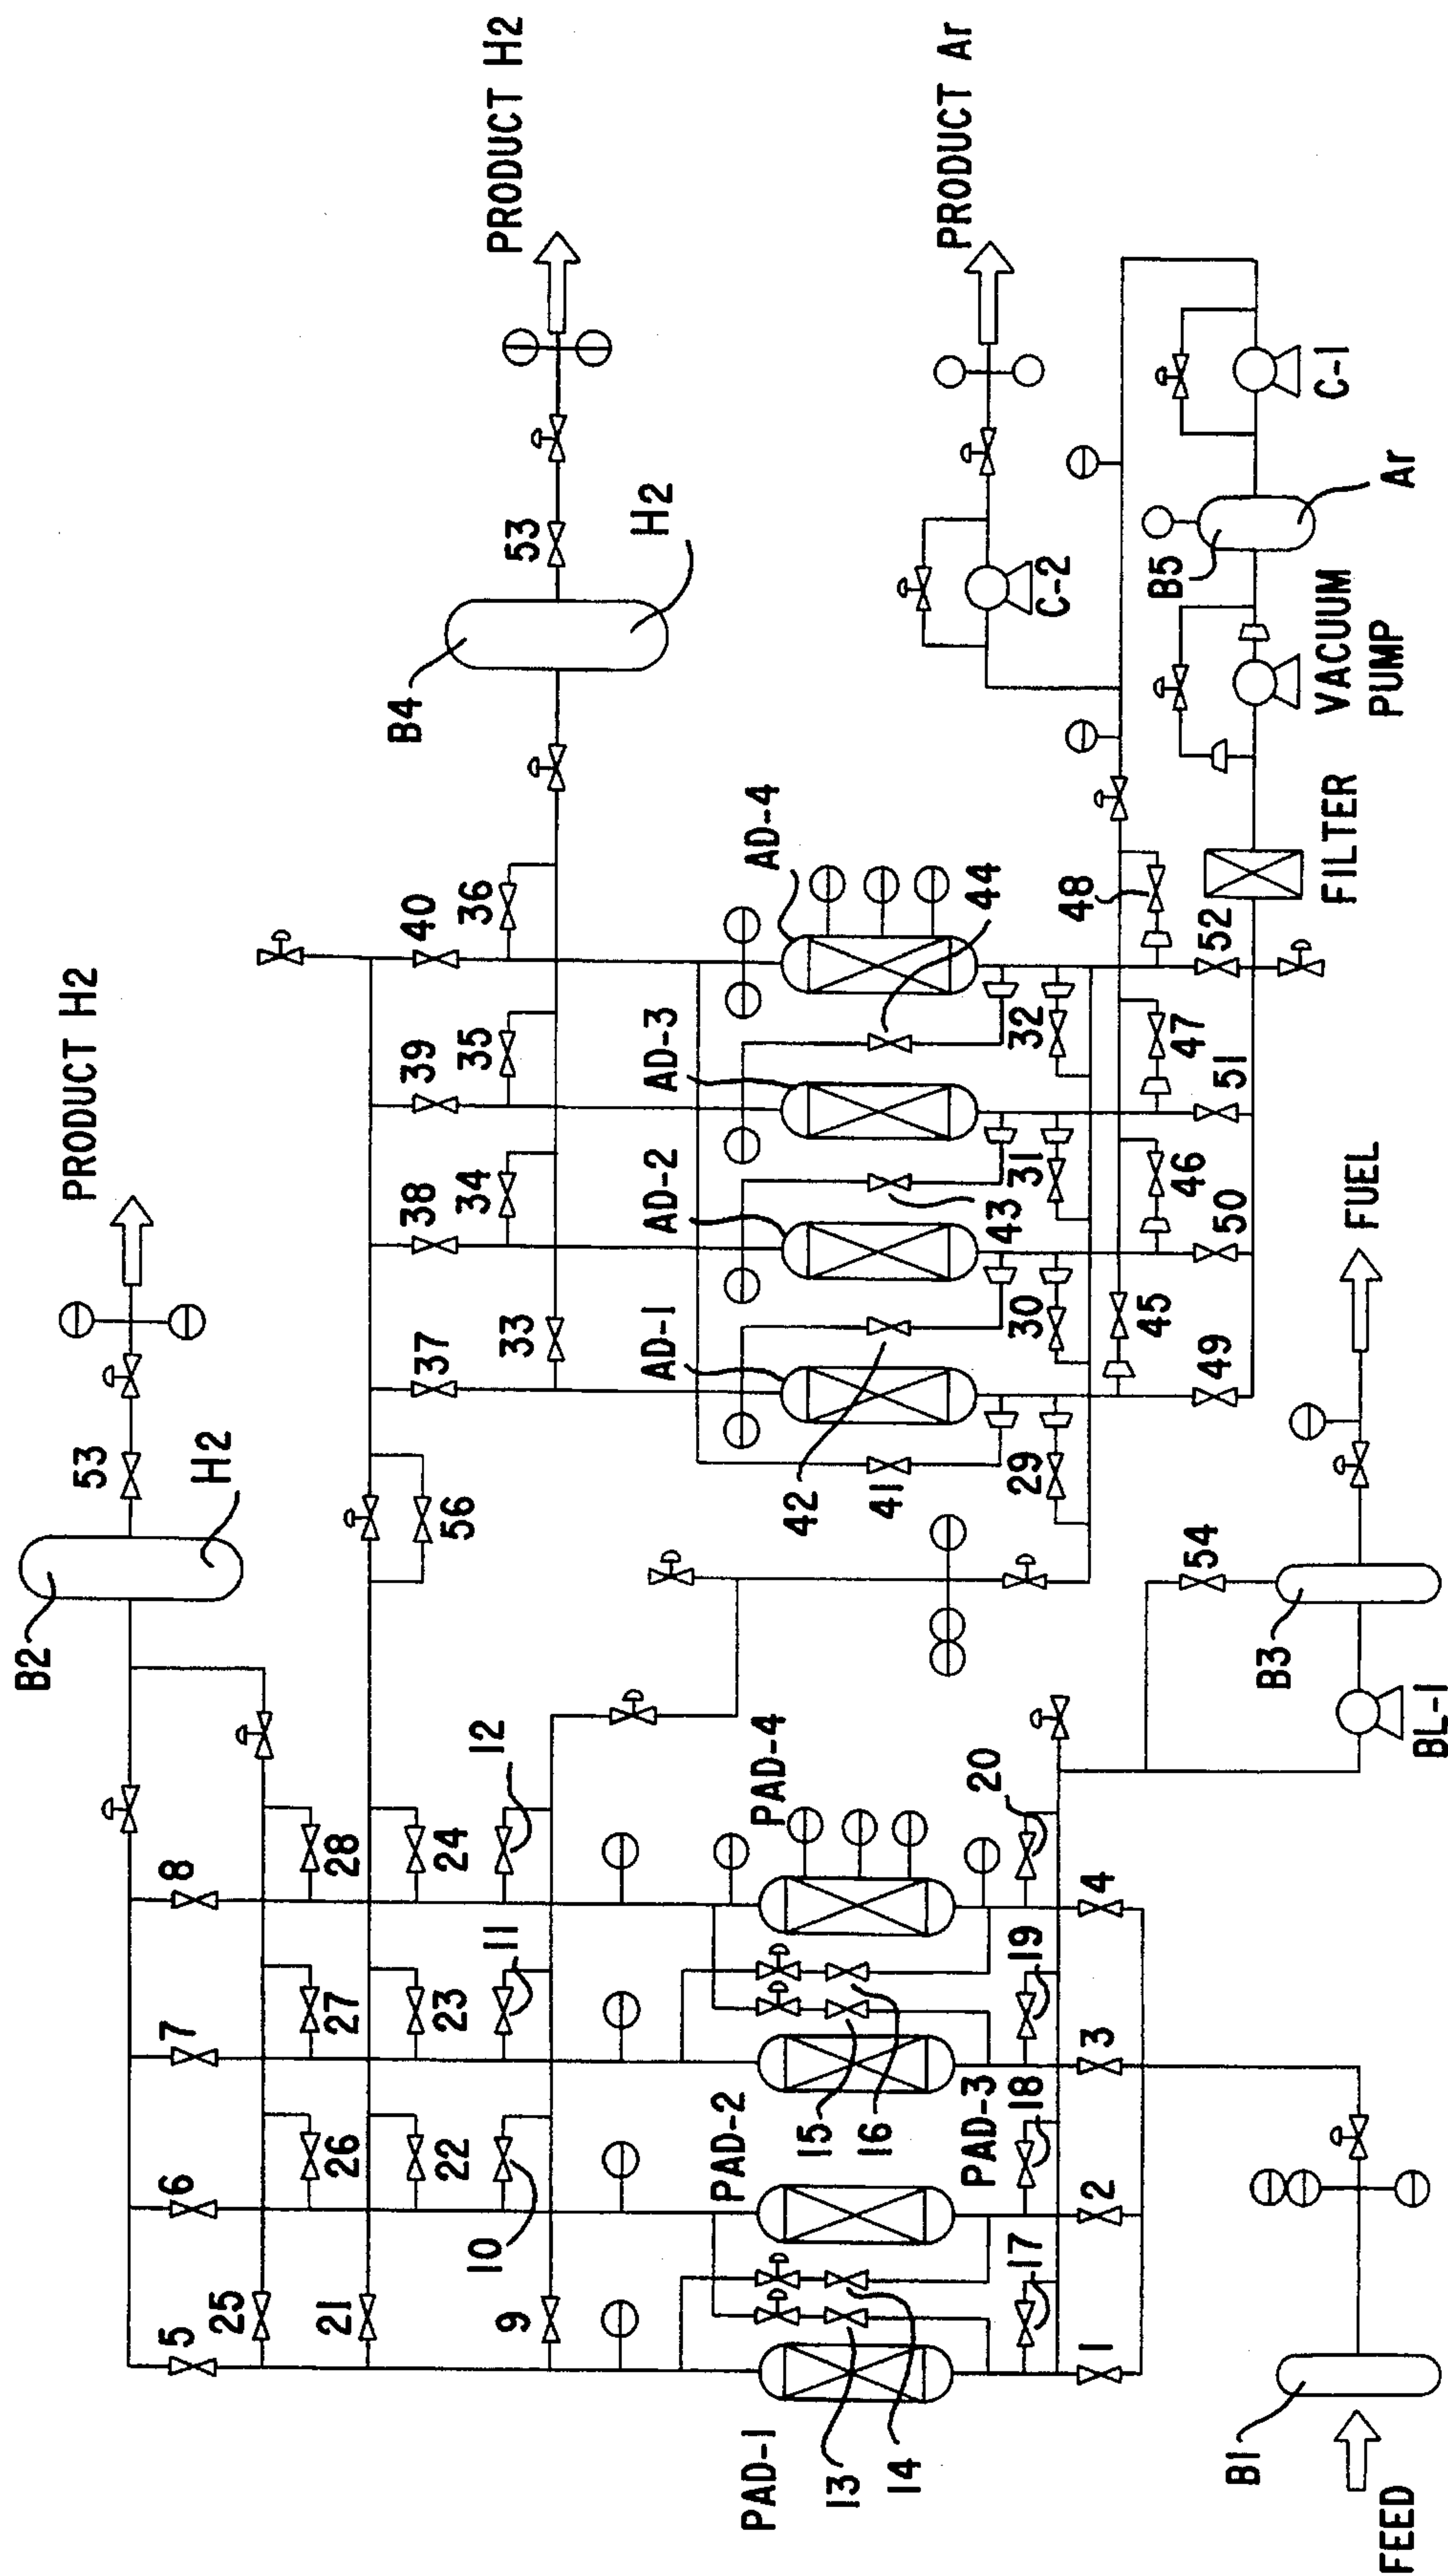 PRODUCT H2
53
B2
H2
8
7
6
5
28
27
26
25
24
23
22
21
12
11
10
9
PAD-4
PAD-2
PAD-3
PAD-1
16
15
14
13
20
19
18
17
4
3
2
1
B1
FEED
56
PRODUCT H2
53
B4
H2
40
39
38
37
36
35
34
33
AD-4
AD-3
AD-2
AD-1
44
43
42
41
32
31
30
29
48
47
46
45
52
51
50
49
PRODUCT Ar
C-2
C-1
B5
Ar
VACUUM
PUMP
FILTER
54
B3
BL-1
FUEL